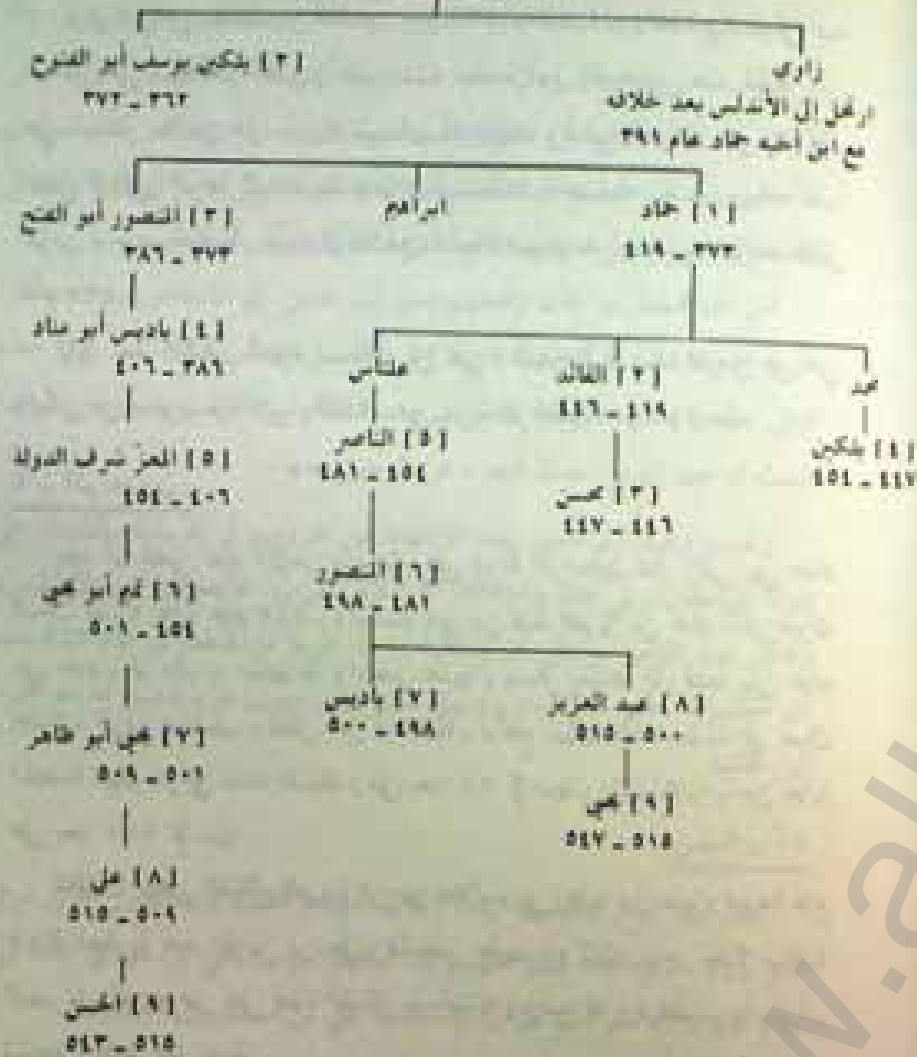 زاوي
ارتحل إلى الأندلس بعد خلافه
مع ابن أخيه حماد عام ٣٩١
[ ٢ ] بلكين يوسف أبو الفتوح
٣٦٢ ـ ٣٧٣
[ ١ ] حماد
٣٧٣ ـ ٤١٩
ابراهيم
[ ٣ ] المنصور أبو الفتح
٣٧٣ ـ ٣٨٦
محمد
[ ٢ ] القائد
٤١٩ ـ ٤٤٦
علناس
[ ٤ ] باديس أبو مناد
٣٨٦ ـ ٤٠٦
[ ٤ ] بلكين
٤٤٧ ـ ٤٥٤
[ ٣ ] محسن
٤٤٦ ـ ٤٤٧
[ ٥ ] الناصر
٤٥٤ ـ ٤٨١
[ ٥ ] المعز شرف الدولة
٤٠٦ ـ ٤٥٤
[ ٦ ] المنصور
٤٨١ ـ ٤٩٨
[ ٦ ] تميم أبو يحيى
٤٥٤ ـ ٥٠١
[ ٨ ] عبد العزيز
٥٠٠ ـ ٥١٥
[ ٧ ] باديس
٤٩٨ ـ ٥٠٠
[ ٧ ] يحيى أبو طاهر
٥٠١ ـ ٥٠٩
[ ٩ ] يحيى
٥١٥ ـ ٥٤٧
[ ٨ ] علي
٥٠٩ ـ ٥١٥
[ ٩ ] الحسن
٥١٥ ـ ٥٤٣